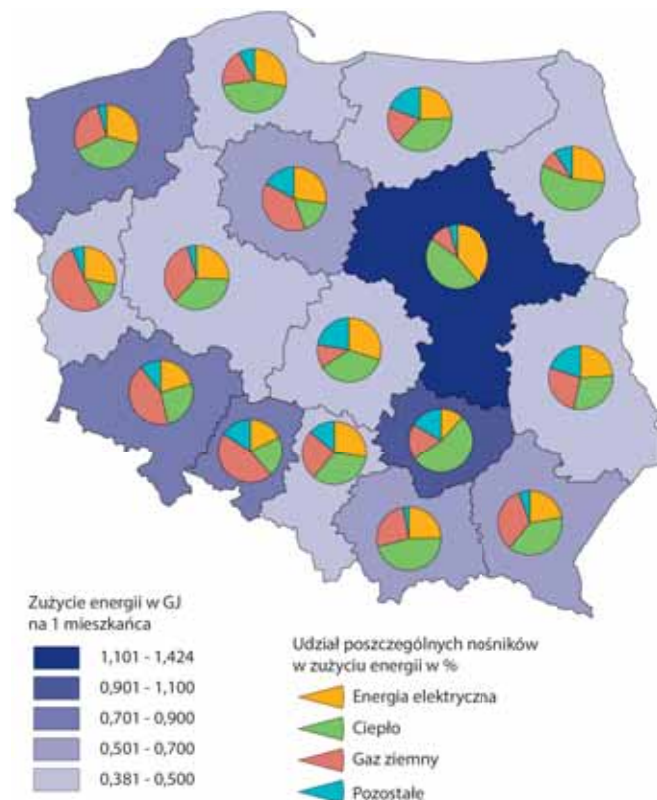 Zużycie energii w GJ
na 1 mieszkańca
1,101 - 1,424
0,901 - 1,100
0,701 - 0,900
0,501 - 0,700
0,381 - 0,500
Udział poszczególnych nośników
w zużyciu energii w %
Energia elektryczna
Ciepło
Gaz ziemny
Pozostałe